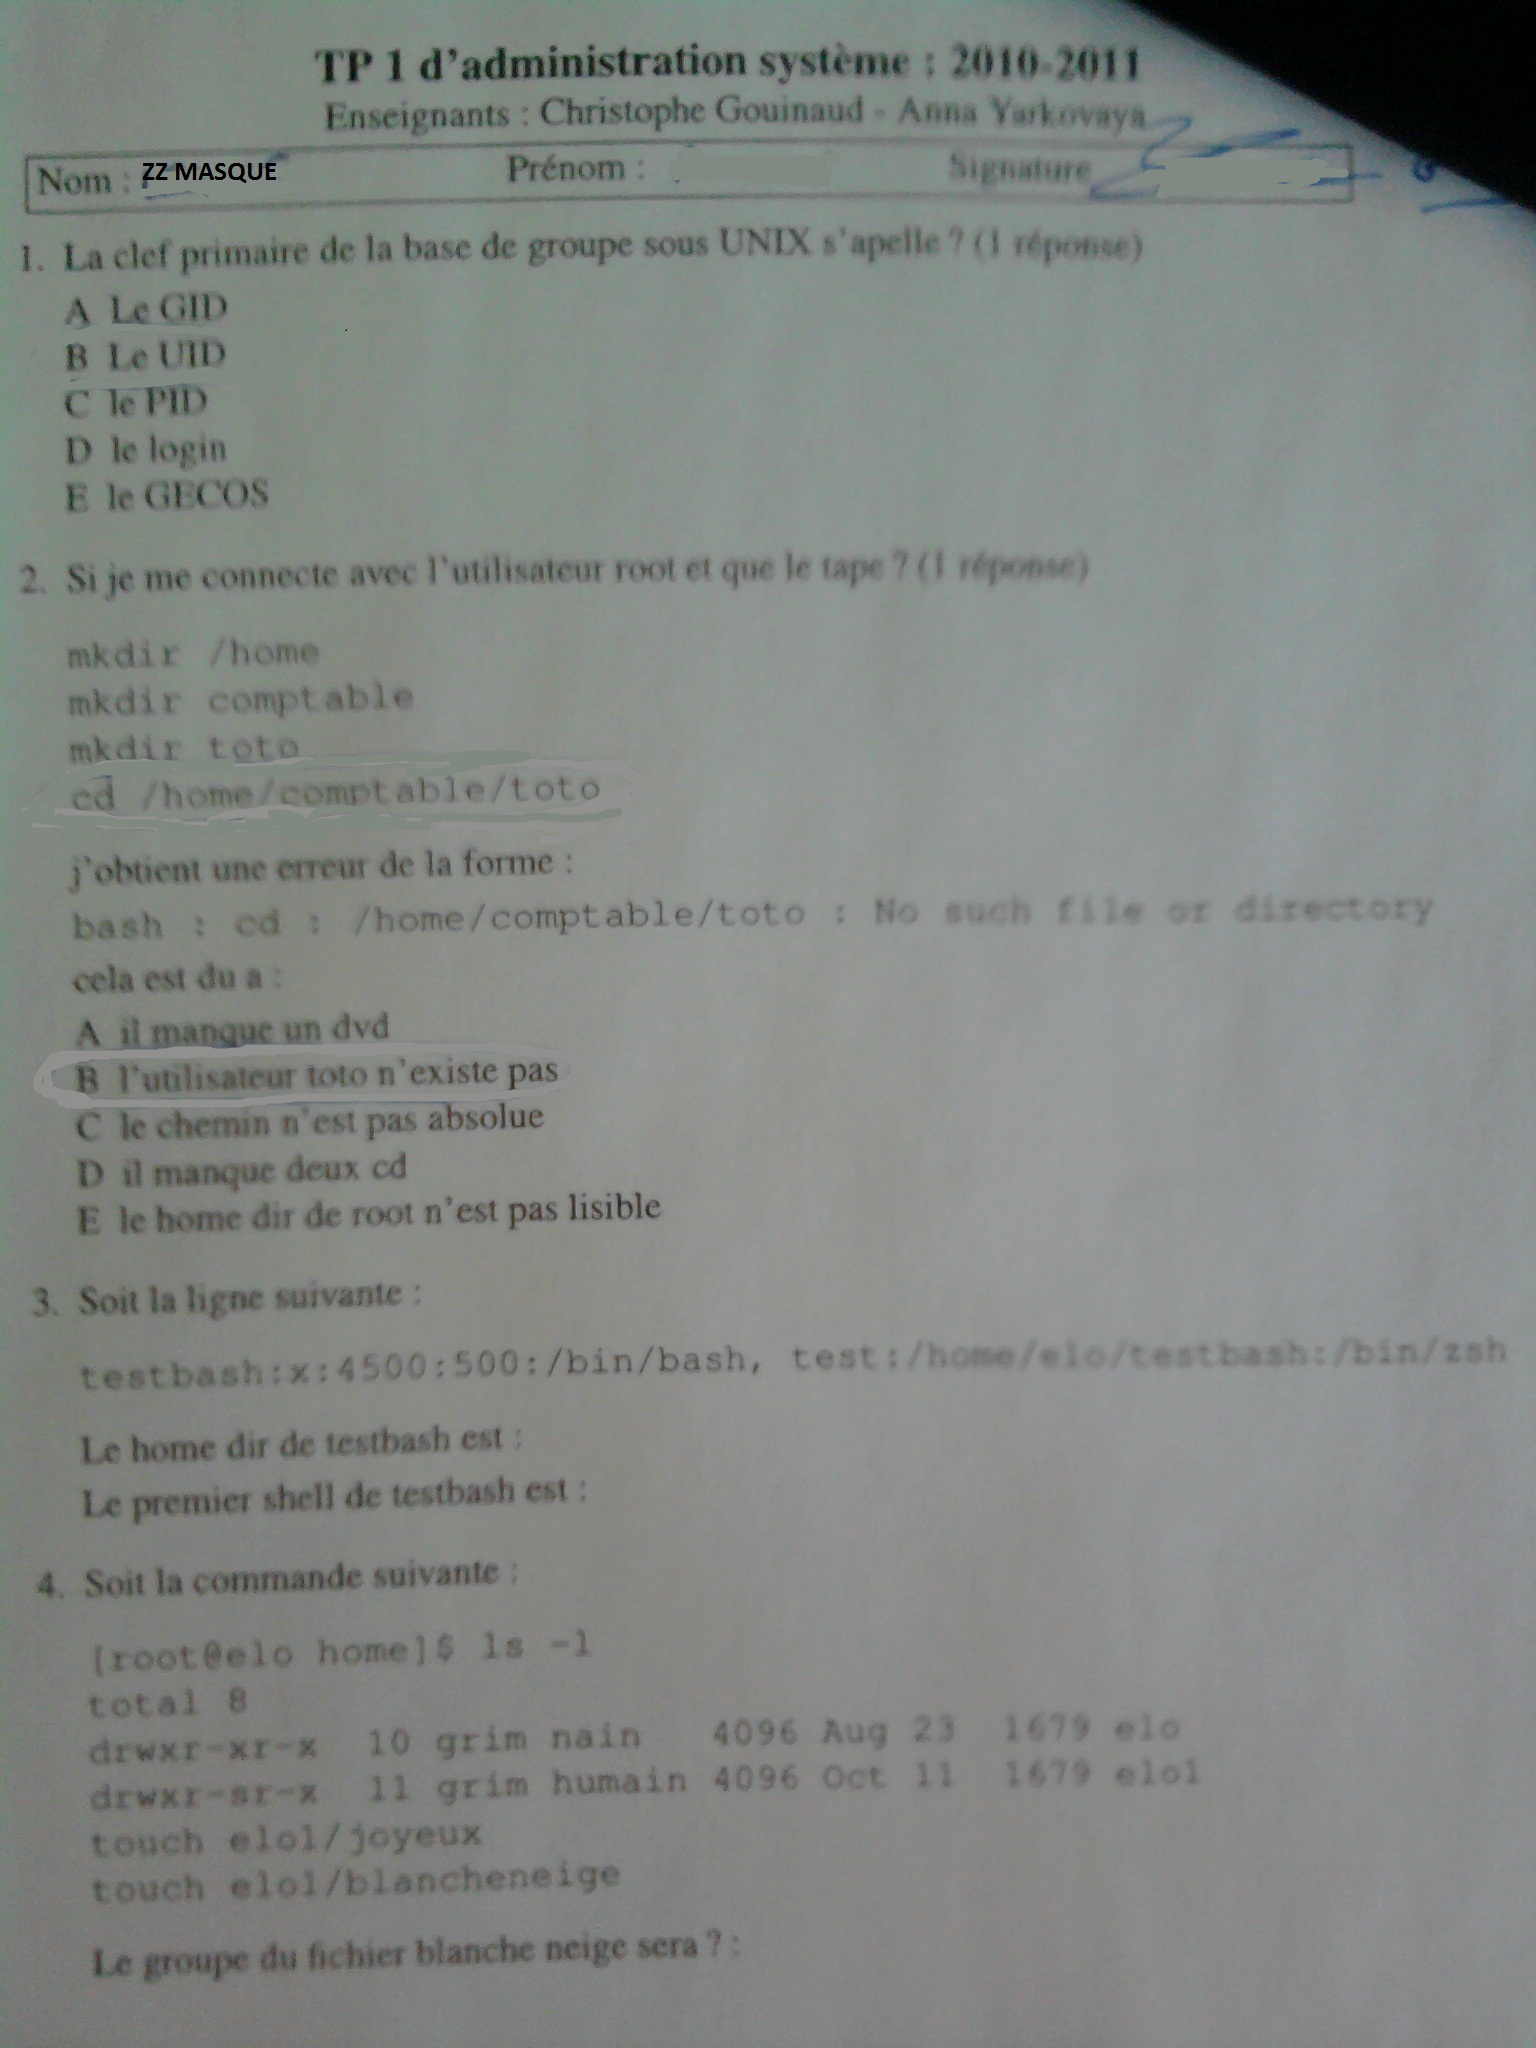 TP 1 d'administration système : 2010-2011
Enseignants : Christophe Gouinaud - Anna Yarkovaya
Nom : ZZ MASQUE Prénom : Signature
1. La clef primaire de la base de groupe sous UNIX s'apelle ? (1 réponse)
A Le GID
B Le UID
C le PID
D le login
E le GECOS
2. Si je me connecte avec l'utilisateur root et que le tape ? (1 réponse)
mkdir /home
mkdir comptable
mkdir toto
cd /home/comptable/toto
j'obtient une erreur de la forme :
bash : cd : /home/comptable/toto : No such file or directory
cela est du a :
A il manque un dvd
B l'utilisateur toto n'existe pas
C le chemin n'est pas absolue
D il manque deux cd
E le home dir de root n'est pas lisible
3. Soit la ligne suivante :
testbash:x:4500:500:/bin/bash, test:/home/elo/testbash:/bin/zsh
Le home dir de testbash est :
Le premier shell de testbash est :
4. Soit la commande suivante :
[root@elo home]$ ls -l
total 8
drwxr-xr-x 10 grim nain 4096 Aug 23 1679 elo
drwxr-sr-x 11 grim humain 4096 Oct 11 1679 elol
touch elol/joyeux
touch elol/blancheneige
Le groupe du fichier blanche neige sera ? :